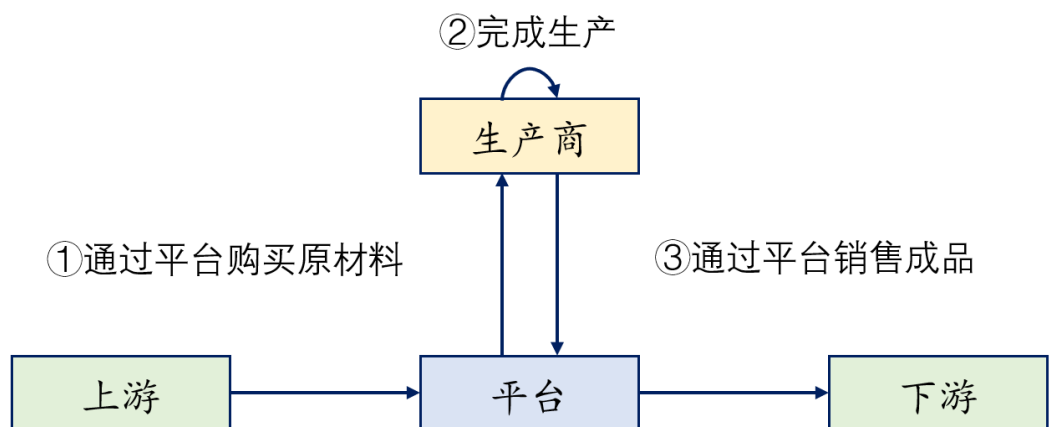 ②完成生产
生产商
①通过平台购买原材料
③通过平台销售成品
上游
平台
下游